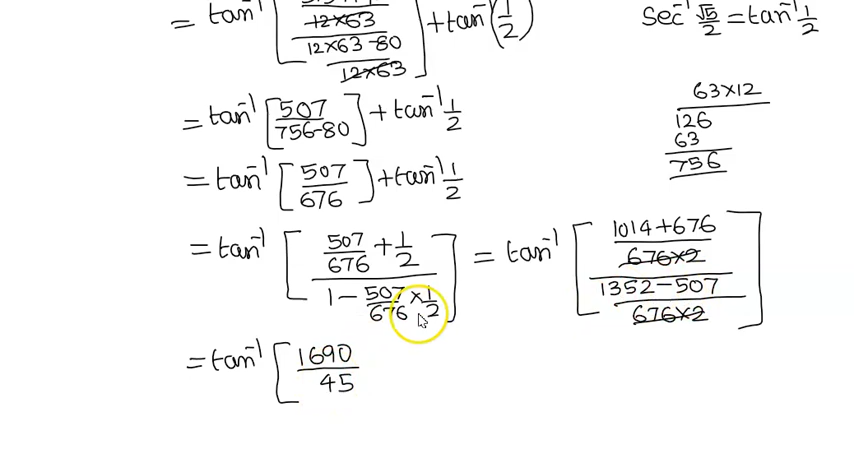 = tan⁻¹ [ 12×63 / 12×63-80 / 12×63 ] + tan⁻¹(1/2)
sec⁻¹ √5/2 = tan⁻¹ 1/2
= tan⁻¹ [ 507 / 756-80 ] + tan⁻¹ 1/2
63×12
126
63
756
= tan⁻¹ [ 507 / 676 ] + tan⁻¹ 1/2
= tan⁻¹ [ 507/676 + 1/2 / 1 - 507/676 × 1/2 ] = tan⁻¹ [ 1014+676 / 676×2 / 1352-507 / 676×2 ]
= tan⁻¹ [ 1690 / 45